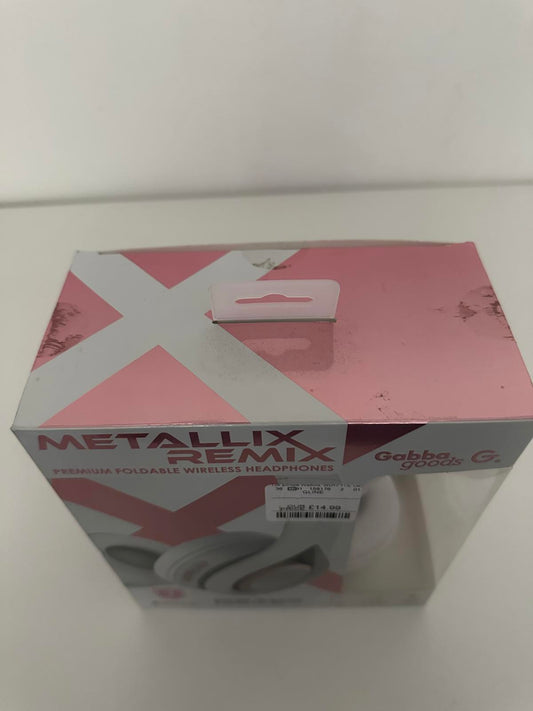 METALLIX
REMIX
PREMIUM FOLDABLE WIRELESS HEADPHONES
Gabba
goods G.
£14.99